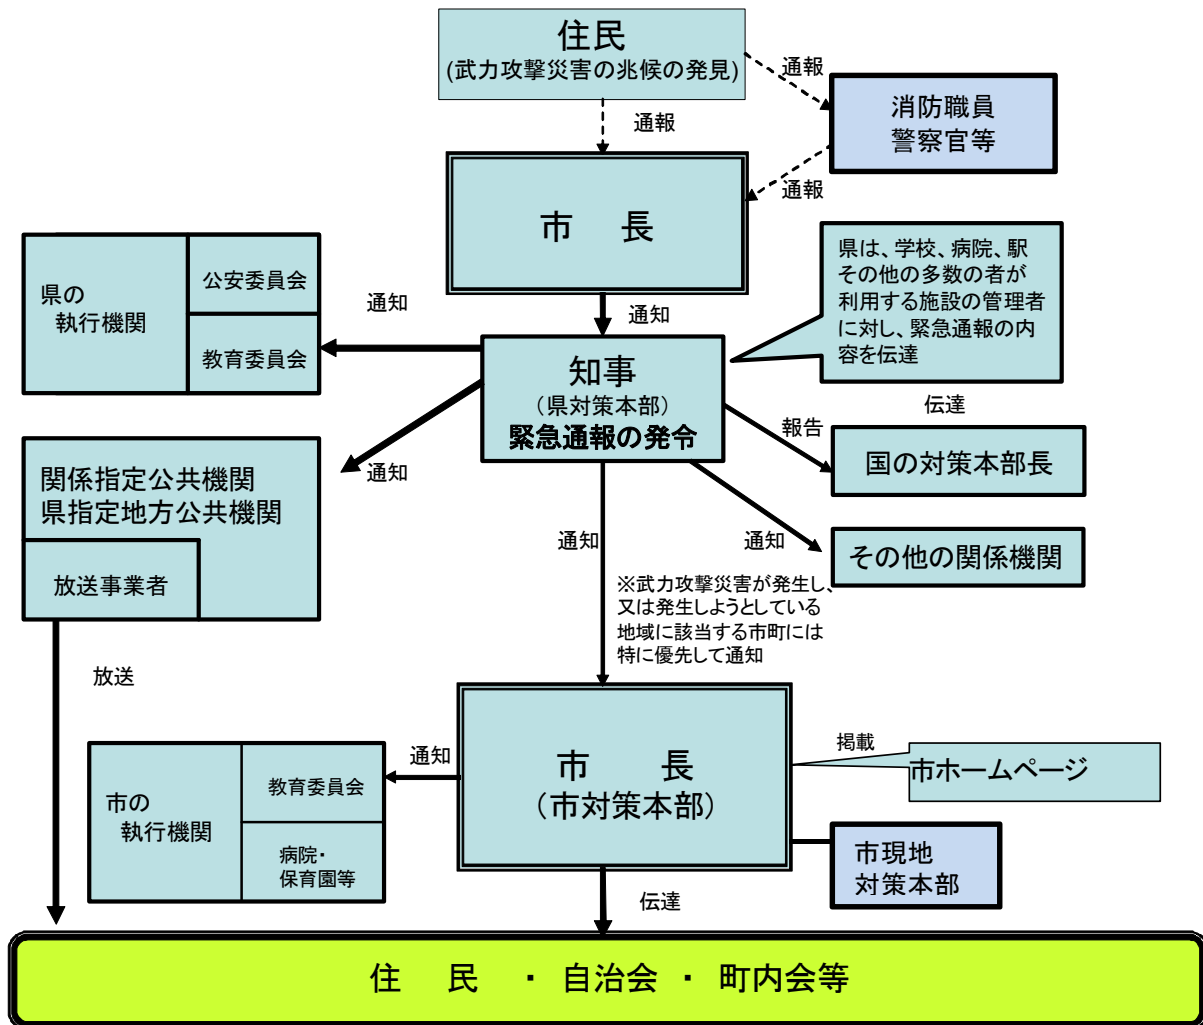 住民
(武力攻撃災害の兆候の発見)
通報
消防職員
警察官等
通報
通報
市　長
県の
執行機関
公安委員会
教育委員会
通知
通知
県は、学校、病院、駅
その他の多数の者が
利用する施設の管理者
に対し、緊急通報の内
容を伝達
知事
（県対策本部）
緊急通報の発令
伝達
報告
国の対策本部長
関係指定公共機関
県指定地方公共機関
放送事業者
通知
通知
通知
その他の関係機関
※武力攻撃災害が発生し、
又は発生しようとしている
地域に該当する市町には
特に優先して通知
放送
市の
執行機関
教育委員会
病院・
保育園等
通知
市　長
（市対策本部）
掲載
市ホームページ
市現地
対策本部
伝達
住　民　・　自治会　・　町内会等